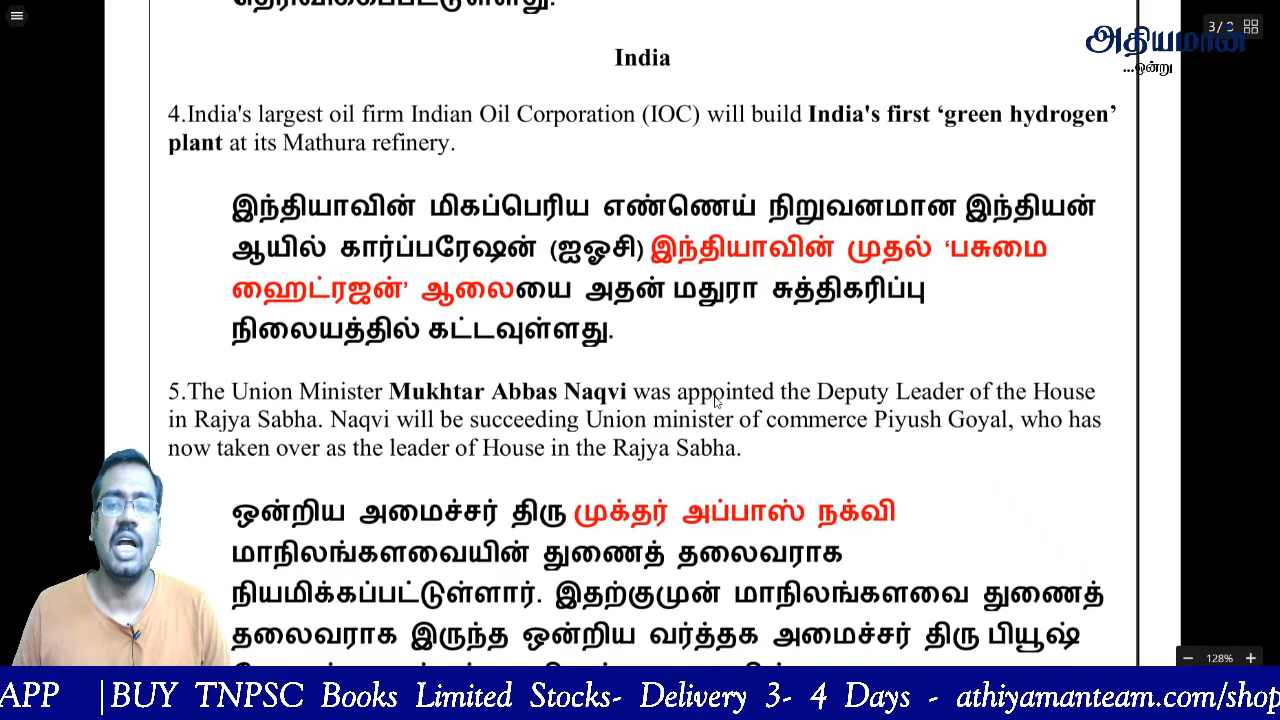 தெரிவிக்கப்பட்டுள்ளது.
3 / 8
அதியமான்
...ஒன்று
India
4.India's largest oil firm Indian Oil Corporation (IOC) will build India's first ‘green hydrogen’
plant at its Mathura refinery.
இந்தியாவின் மிகப்பெரிய எண்ணெய் நிறுவனமான இந்தியன்
ஆயில் கார்ப்பரேஷன் (ஐஓசி) இந்தியாவின் முதல் ‘பசுமை
ஹைட்ரஜன்’ ஆலையை அதன் மதுரா சுத்திகரிப்பு
நிலையத்தில் கட்டவுள்ளது.
5.The Union Minister Mukhtar Abbas Naqvi was appointed the Deputy Leader of the House
in Rajya Sabha. Naqvi will be succeeding Union minister of commerce Piyush Goyal, who has
now taken over as the leader of House in the Rajya Sabha.
ஒன்றிய அமைச்சர் திரு முக்தர் அப்பாஸ் நக்வி
மாநிலங்களவையின் துணைத் தலைவராக
நியமிக்கப்பட்டுள்ளார். இதற்குமுன் மாநிலங்களவை துணைத்
தலைவராக இருந்த ஒன்றிய வர்த்தக அமைச்சர் திரு பியூஷ்
128%
APP |BUY TNPSC Books Limited Stocks- Delivery 3- 4 Days - athiyamanteam.com/shop